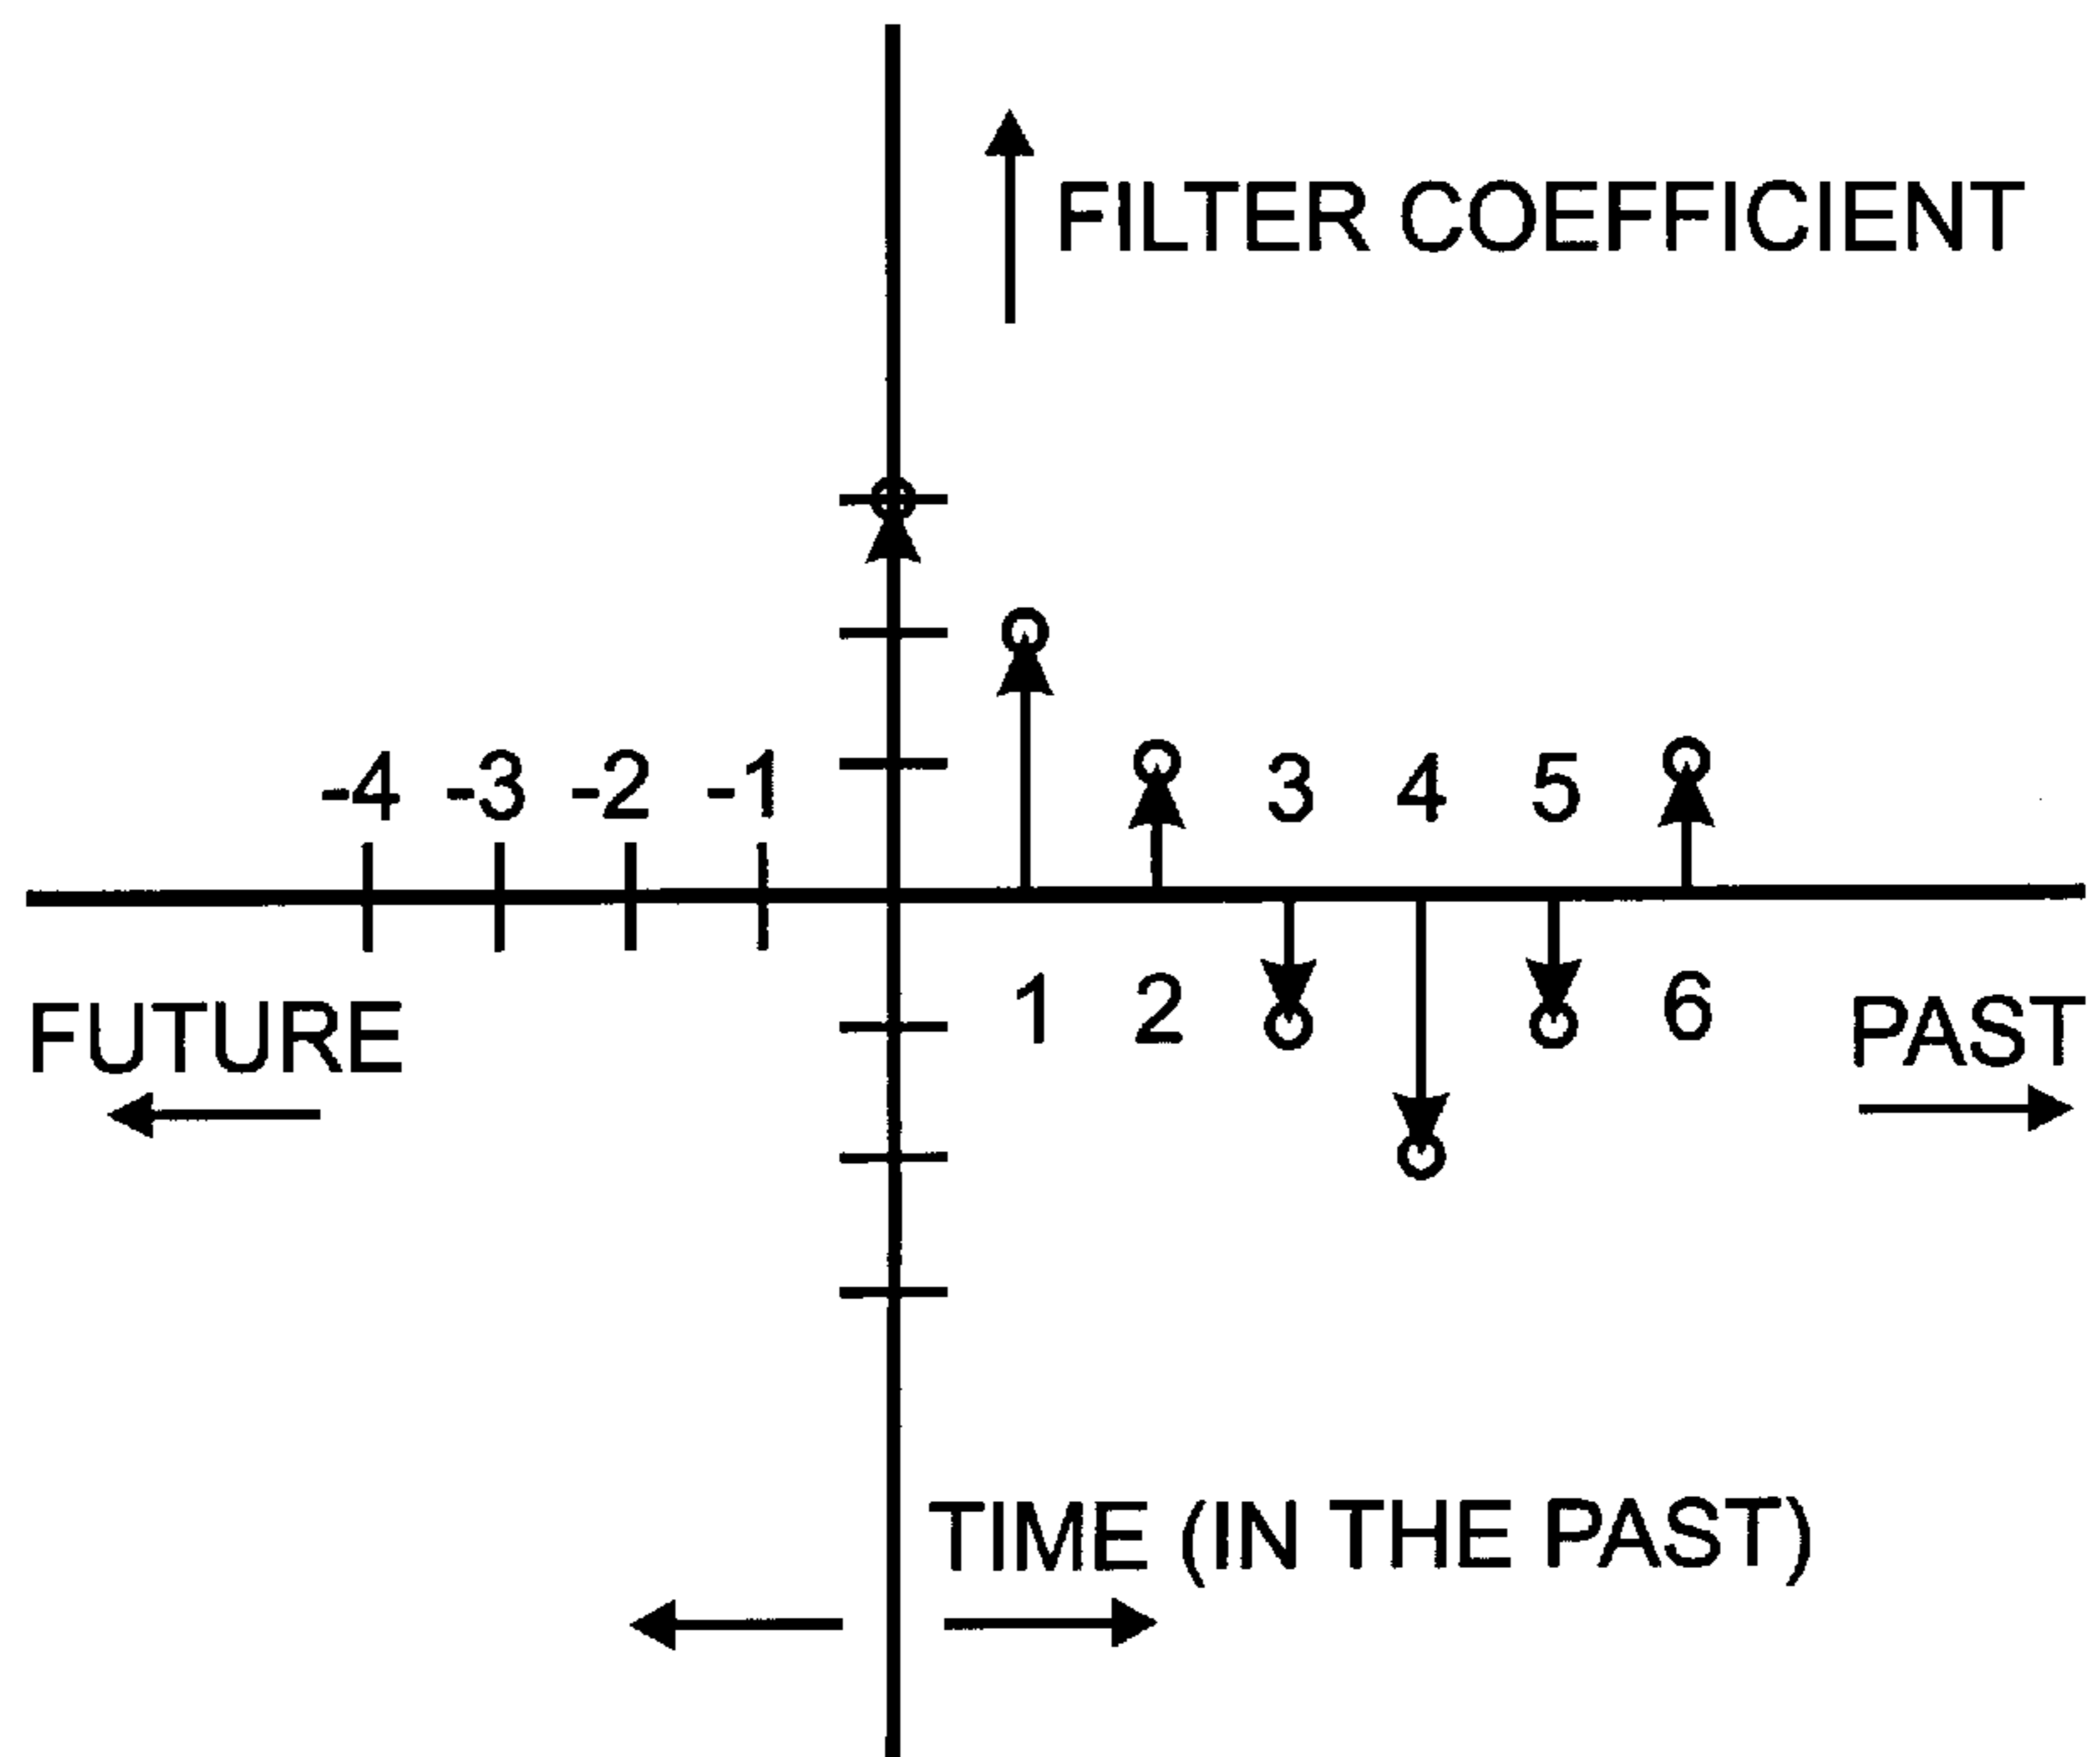 FILTER COEFFICIENT
-4 -3 -2 -1 3 4 5
FUTURE 1 2 6 PAST
TIME (IN THE PAST)